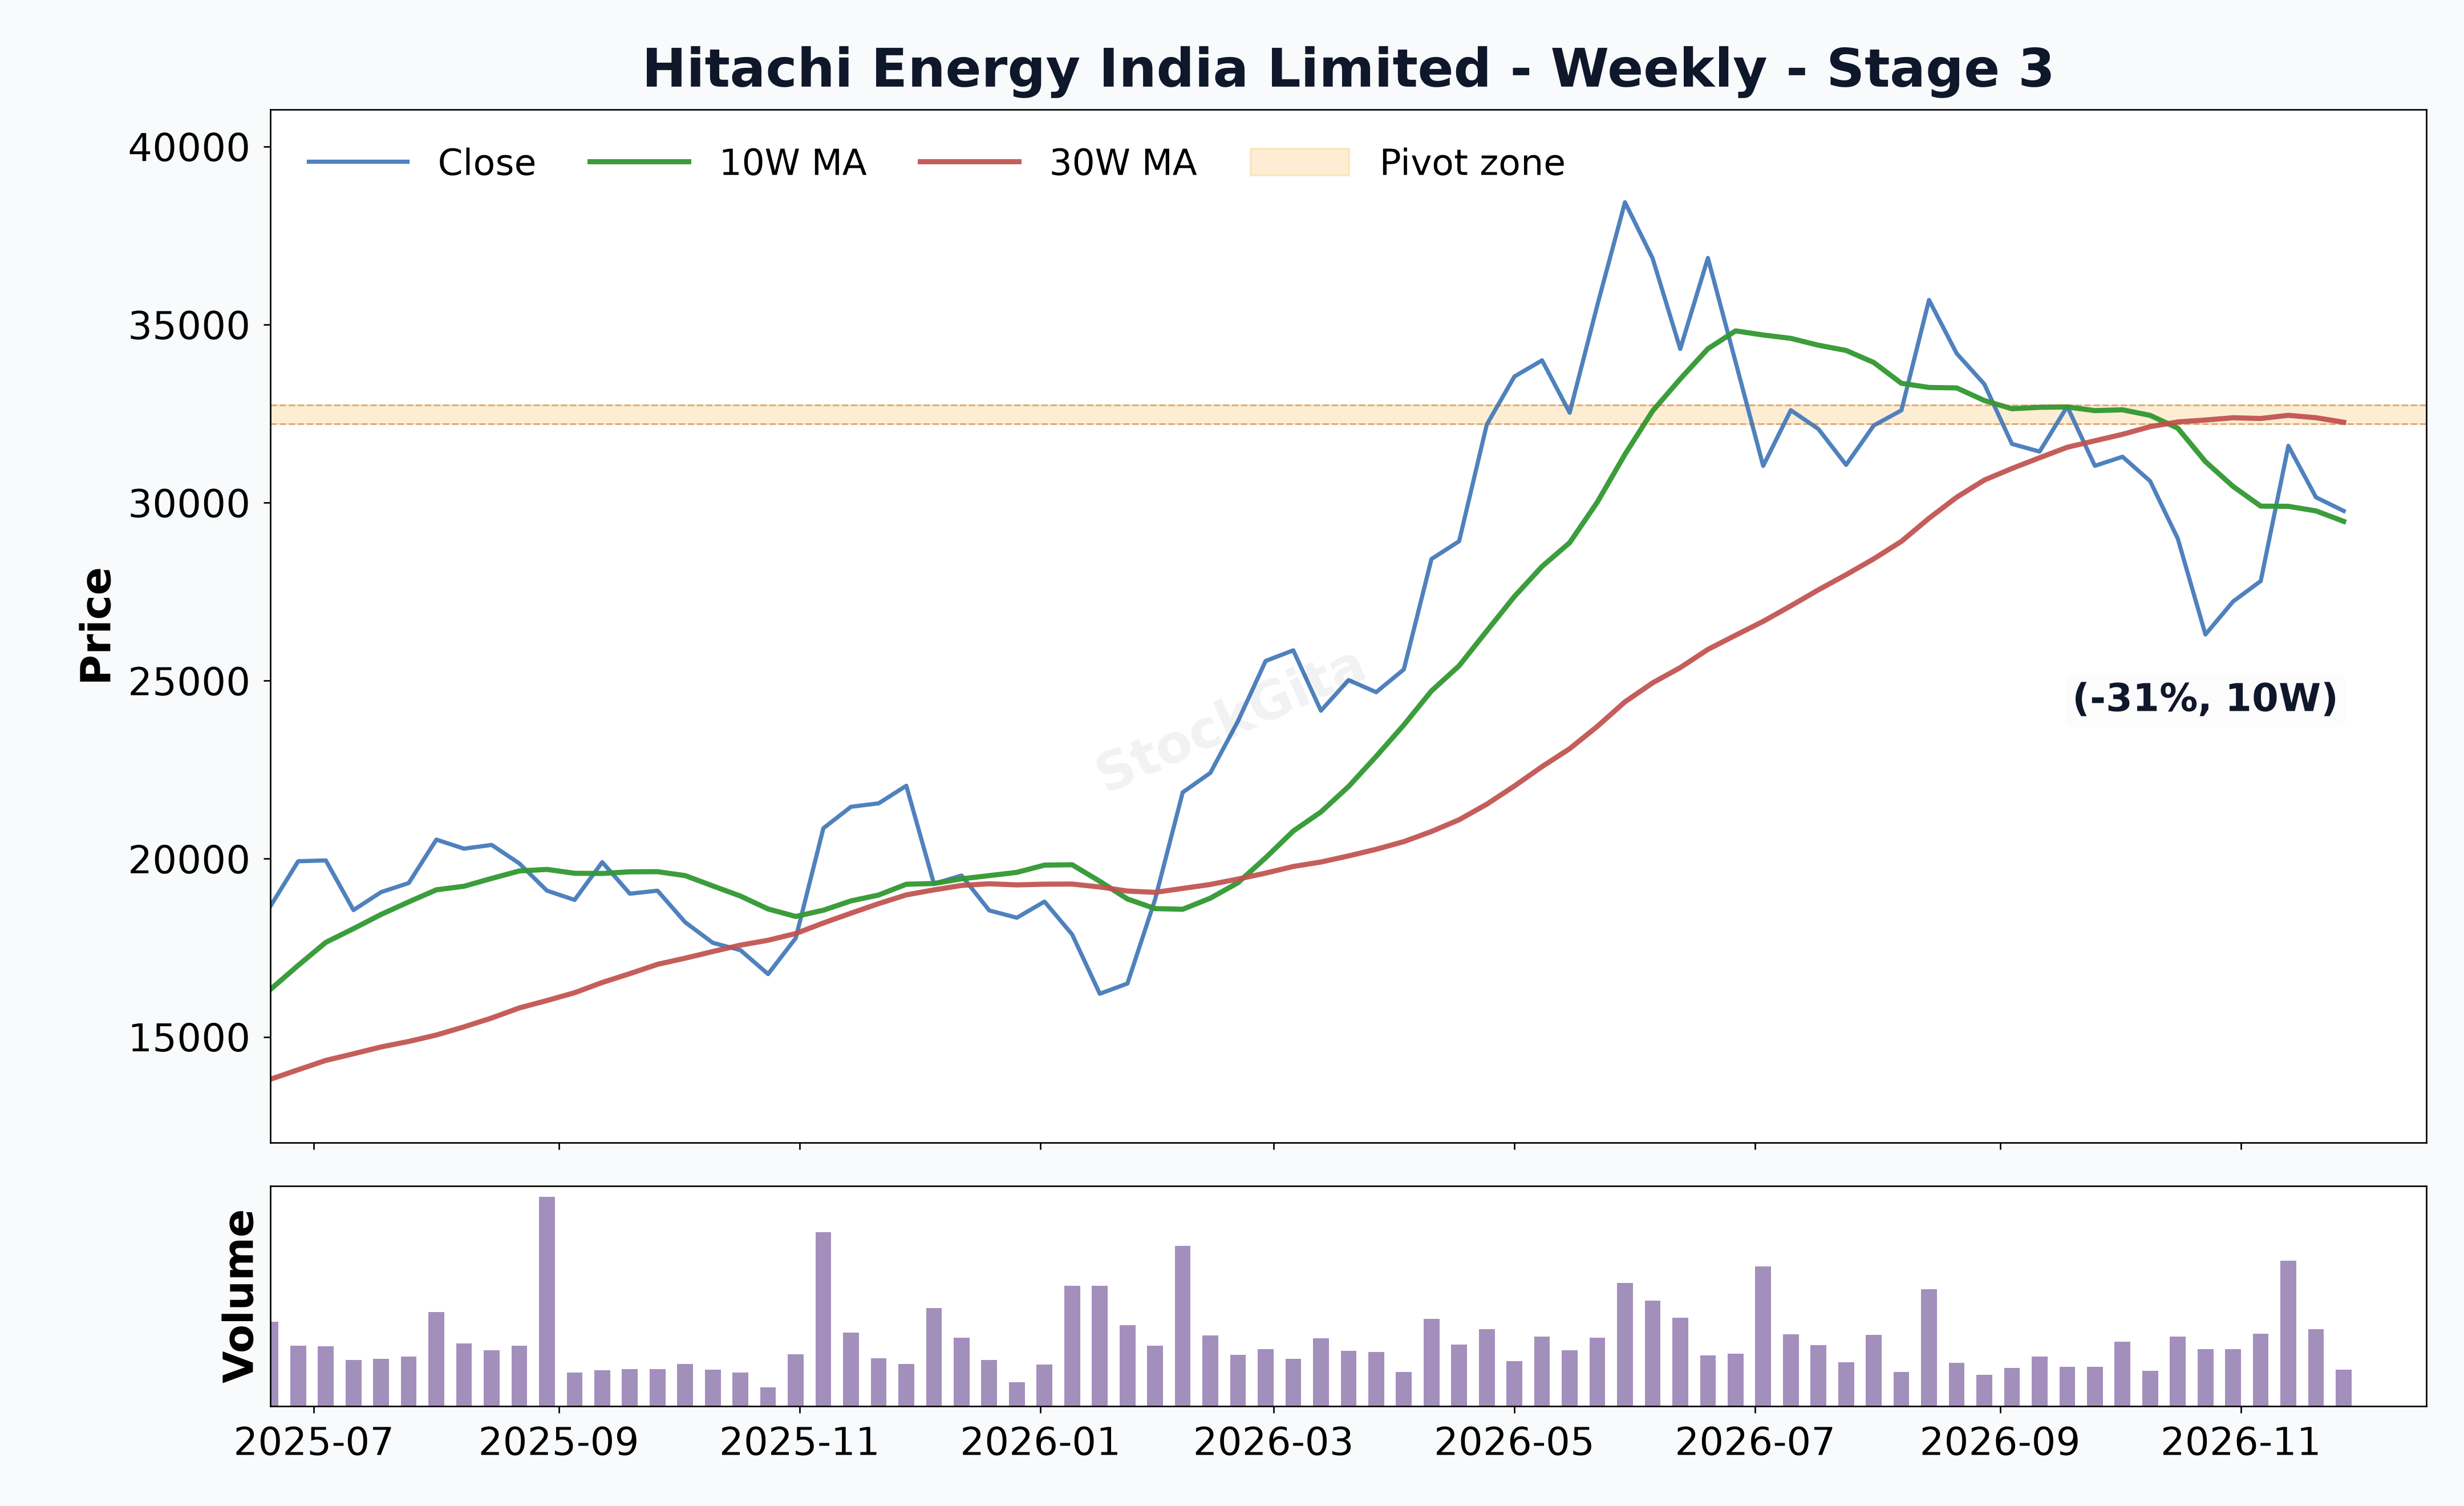 Hitachi Energy India Limited - Weekly - Stage 3
Close 10W MA 30W MA Pivot zone
40000
35000
30000
25000
20000
15000
Price
StockGita
(-31%, 10W)
Volume
2025-07 2025-09 2025-11 2026-01 2026-03 2026-05 2026-07 2026-09 2026-11